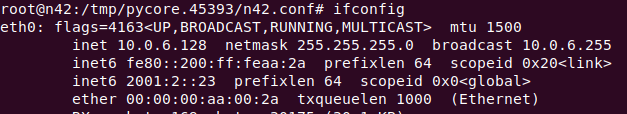 root@n42:/tmp/pycore.45393/n42.conf# ifconfig
eth0: flags=4163<UP,BROADCAST,RUNNING,MULTICAST>  mtu 1500
        inet 10.0.6.128  netmask 255.255.255.0  broadcast 10.0.6.255
        inet6 fe80::200:ff:feaa:2a  prefixlen 64  scopeid 0x20<link>
        inet6 2001:2::23  prefixlen 64  scopeid 0x0<global>
        ether 00:00:00:aa:00:2a  txqueuelen 1000  (Ethernet)